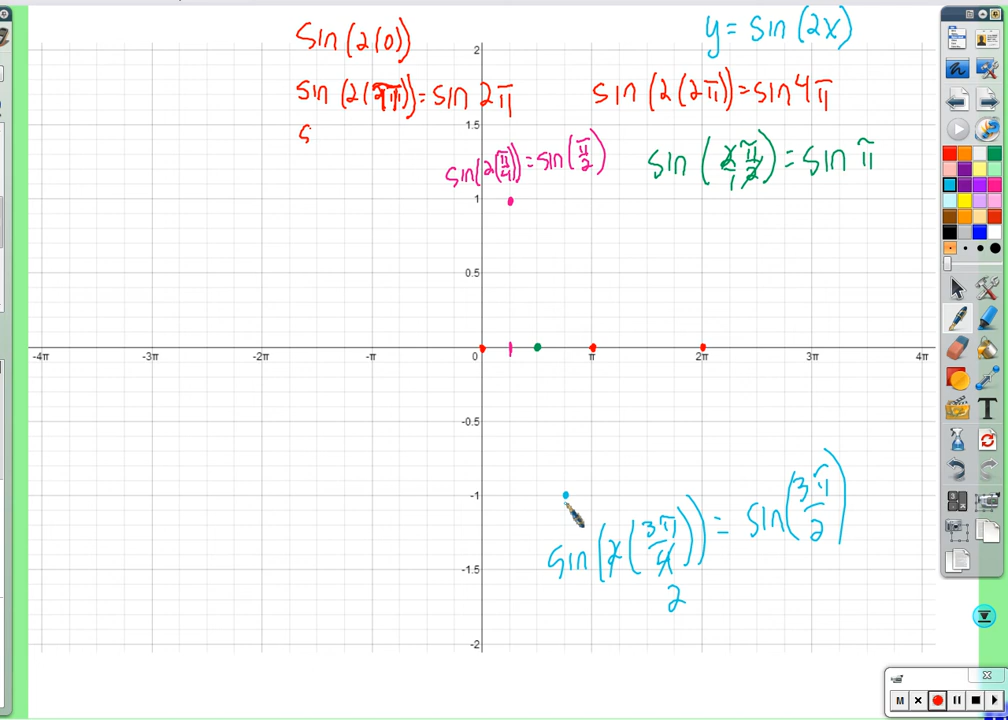 sin(2(0))
y = sin(2x)
2
sin(2(π)) = sin 2π
sin(2(2π)) = sin 4π
1.5
s
sin(2(π/4)) = sin(π/2)
sin(2/1 π/2) = sin π
1
0.5
-4π -3π -2π -π 0 π 2π 3π 4π
-0.5
-1
sin(2(3π/4)) = sin(3π/2)
2
-1.5
-2
T
M